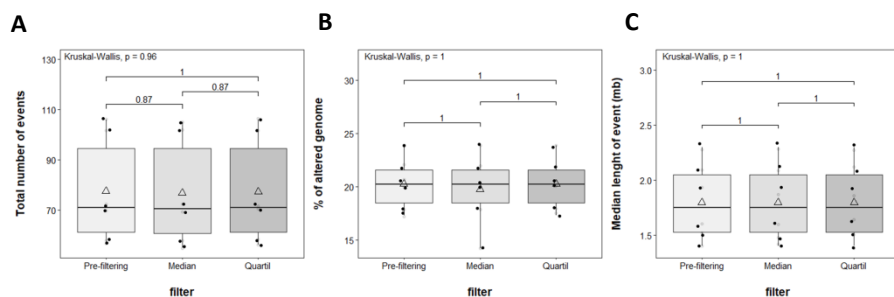 A
Kruskal-Wallis, p = 0.96
Total number of events
130
110
90
70
1
0.87
0.87
Pre-filtering
Median
Quartil
filter
B
Kruskal-Wallis, p = 1
% of altered genome
30
25
20
15
1
1
1
Pre-filtering
Median
Quartil
filter
C
Kruskal-Wallis, p = 1
Median lenght of event (mb)
3.0
2.5
2.0
1.5
1
1
1
Pre-filtering
Median
Quartil
filter